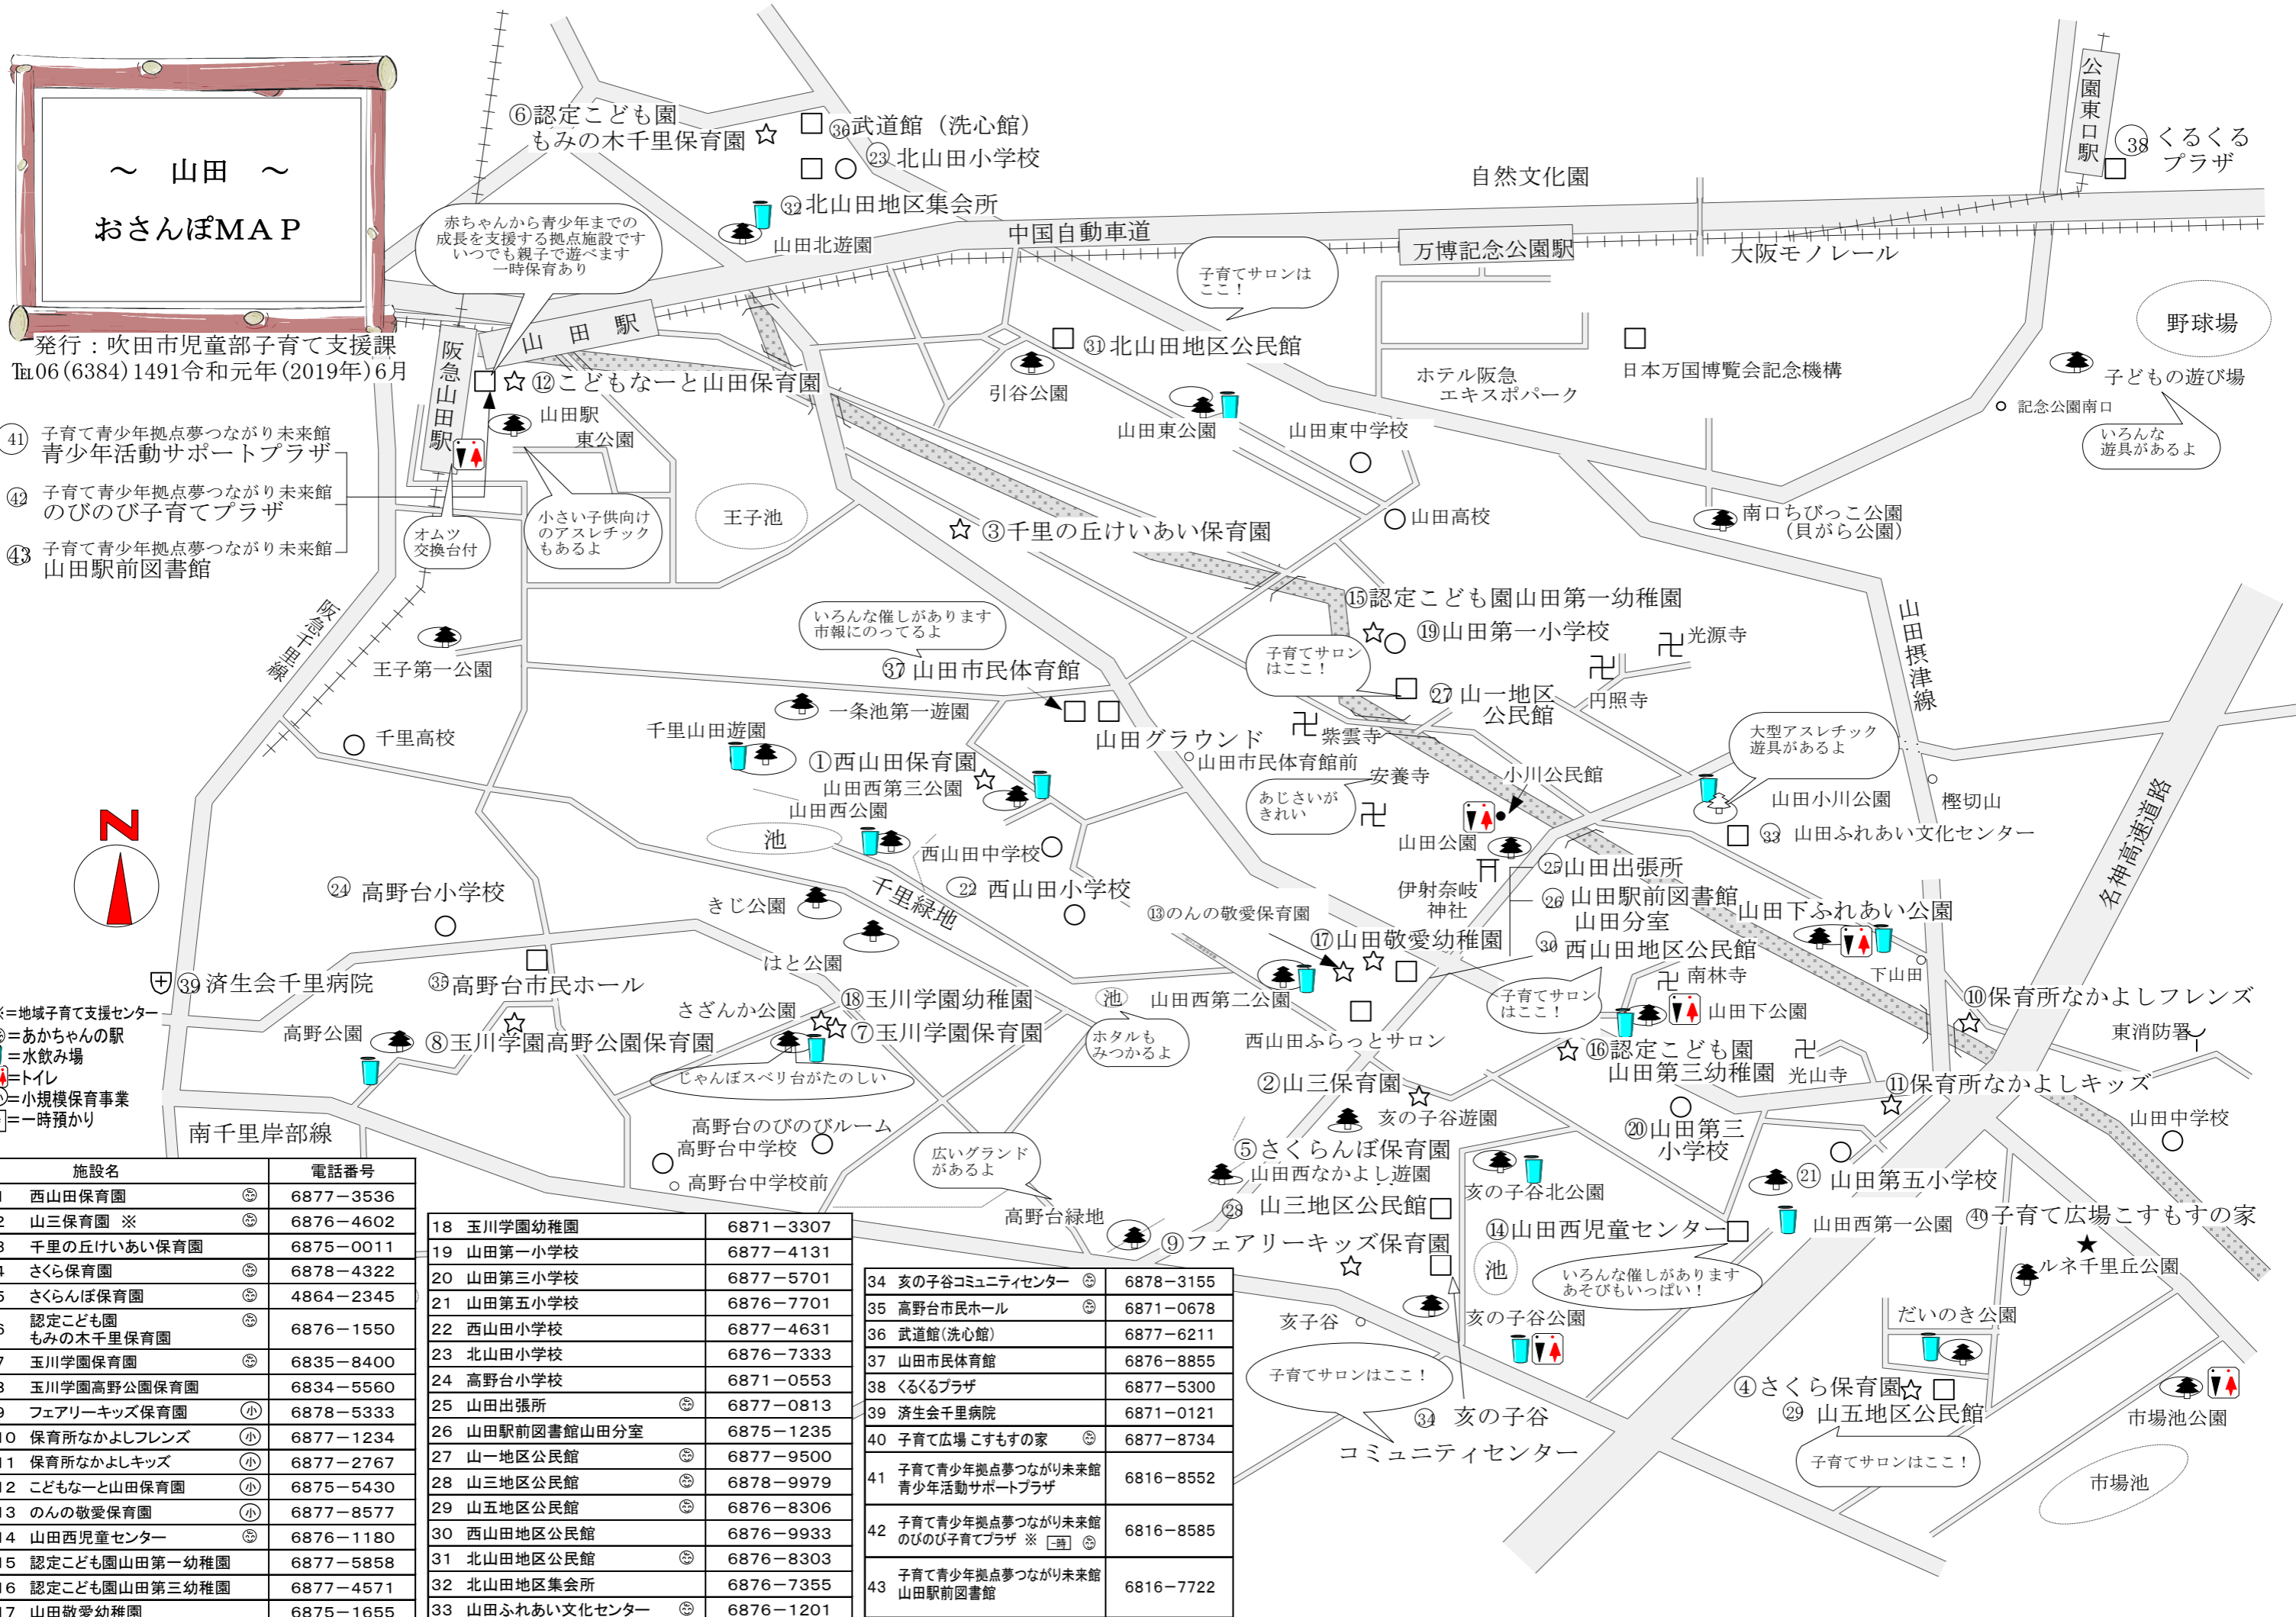 ～ 山田 ～
おさんぽMAP
発行：吹田市児童部子育て支援課
℡06(6384)1491令和元年(2019年)6月
㊶ 子育て青少年拠点夢つながり未来館
青少年活動サポートプラザ
㊷ 子育て青少年拠点夢つながり未来館
のびのび子育てプラザ
㊸ 子育て青少年拠点夢つながり未来館
山田駅前図書館
⑥認定こども園
もみの木千里保育園
㊱武道館（洗心館）
㉓北山田小学校
㉜北山田地区集会所
山田北遊園
赤ちゃんから青少年までの
成長を支援する拠点施設です
いつでも親子で遊べます
一時保育あり
中国自動車道
自然文化園
万博記念公園駅
大阪モノレール
公園東口駅
㊳くるくる
プラザ
山田駅
阪急山田駅
⑫こどもなーと山田保育園
山田駅
東公園
オムツ
交換台付
小さい子供向け
のアスレチック
もあるよ
王子池
子育てサロンは
ここ！
㉛北山田地区公民館
引谷公園
山田東公園
山田東中学校
山田高校
ホテル阪急
エキスポパーク
日本万国博覧会記念機構
野球場
子どもの遊び場
記念公園南口
いろんな
遊具があるよ
南口ちびっこ公園
（貝がら公園）
③千里の丘けいあい保育園
阪急千里線
王子第一公園
いろんな催しがあります
市報にのってるよ
㊲山田市民体育館
一条池第一遊園
千里山田遊園
千里高校
①西山田保育園
山田西第三公園
山田西公園
山田グラウンド
山田市民体育館前
⑮認定こども園山田第一幼稚園
⑲山田第一小学校
子育てサロン
はここ！
㉗山一地区
公民館
光源寺
円照寺
紫雲寺
安養寺
あじさいが
きれい
小川公民館
山田公園
大型アスレチック
遊具があるよ
山田小川公園
㉝山田ふれあい文化センター
山田摂津線
樫切山
名神高速道路
池
西山田中学校
㉒西山田小学校
千里緑地
きじ公園
はと公園
㉔高野台小学校
伊射奈岐
神社
㉕山田出張所
㉖山田駅前図書館
山田分室
㉚西山田地区公民館
山田下ふれあい公園
下山田
⑬のんの敬愛保育園
⑰山田敬愛幼稚園
山田西第二公園
西山田ふらっとサロン
子育てサロン
はここ！
南林寺
山田下公園
⑩保育所なかよしフレンズ
東消防署
㊴済生会千里病院
㉟高野台市民ホール
高野公園
⑧玉川学園高野公園保育園
さざんか公園
⑱玉川学園幼稚園
⑦玉川学園保育園
じゃんぼスベリ台がたのしい
池
ホタルも
みつかるよ
②山三保育園
亥の子谷遊園
⑯認定こども園
山田第三幼稚園
光山寺
⑪保育所なかよしキッズ
山田中学校
N
※=地域子育て支援センター
=あかちゃんの駅
=水飲み場
=トイレ
=小規模保育事業
=一時預かり
南千里岸部線
高野台のびのびルーム
高野台中学校
高野台中学校前
広いグランド
があるよ
高野台緑地
⑤さくらんぼ保育園
山田西なかよし遊園
㉘山三地区公民館
⑨フェアリーキッズ保育園
亥の子谷北公園
⑳山田第三
小学校
㉑山田第五小学校
⑭山田西児童センター
山田西第一公園
池
いろんな催しがあります
あそびもいっぱい！
㊵子育て広場こすもすの家
ルネ千里丘公園
亥子谷
亥の子谷公園
子育てサロンはここ！
㉞亥の子谷
コミュニティセンター
だいのき公園
④さくら保育園
㉙山五地区公民館
子育てサロンはここ！
市場池公園
市場池
施設名 電話番号
1 西山田保育園 6877-3536
2 山三保育園 ※ 6876-4602
3 千里の丘けいあい保育園 6875-0011
4 さくら保育園 6878-4322
5 さくらんぼ保育園 4864-2345
6 認定こども園
もみの木千里保育園 6876-1550
7 玉川学園保育園 6835-8400
8 玉川学園高野公園保育園 6834-5560
9 フェアリーキッズ保育園 小 6878-5333
10 保育所なかよしフレンズ 小 6877-1234
11 保育所なかよしキッズ 小 6877-2767
12 こどもなーと山田保育園 小 6875-5430
13 のんの敬愛保育園 小 6877-8577
14 山田西児童センター 6876-1180
15 認定こども園山田第一幼稚園 6877-5858
16 認定こども園山田第三幼稚園 6877-4571
17 山田敬愛幼稚園 6875-1655
18 玉川学園幼稚園 6871-3307
19 山田第一小学校 6877-4131
20 山田第三小学校 6877-5701
21 山田第五小学校 6876-7701
22 西山田小学校 6877-4631
23 北山田小学校 6876-7333
24 高野台小学校 6871-0553
25 山田出張所 6877-0813
26 山田駅前図書館山田分室 6875-1235
27 山一地区公民館 6877-9500
28 山三地区公民館 6878-9979
29 山五地区公民館 6876-8306
30 西山田地区公民館 6876-9933
31 北山田地区公民館 6876-8303
32 北山田地区集会所 6876-7355
33 山田ふれあい文化センター 6876-1201
34 亥の子谷コミュニティセンター 6878-3155
35 高野台市民ホール 6871-0678
36 武道館(洗心館) 6877-6211
37 山田市民体育館 6876-8855
38 くるくるプラザ 6877-5300
39 済生会千里病院 6871-0121
40 子育て広場 こすもすの家 6877-8734
41 子育て青少年拠点夢つながり未来館
青少年活動サポートプラザ 6816-8552
42 子育て青少年拠点夢つながり未来館
のびのび子育てプラザ ※ 一時 6816-8585
43 子育て青少年拠点夢つながり未来館
山田駅前図書館 6816-7722